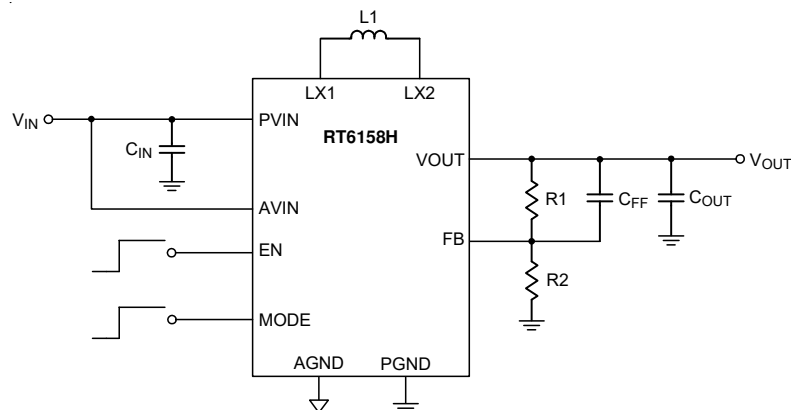 L1
LX1 LX2
V_IN
PVIN
RT6158H
C_IN
VOUT
V_OUT
R1
C_FF
C_OUT
AVIN
FB
EN
R2
MODE
AGND PGND